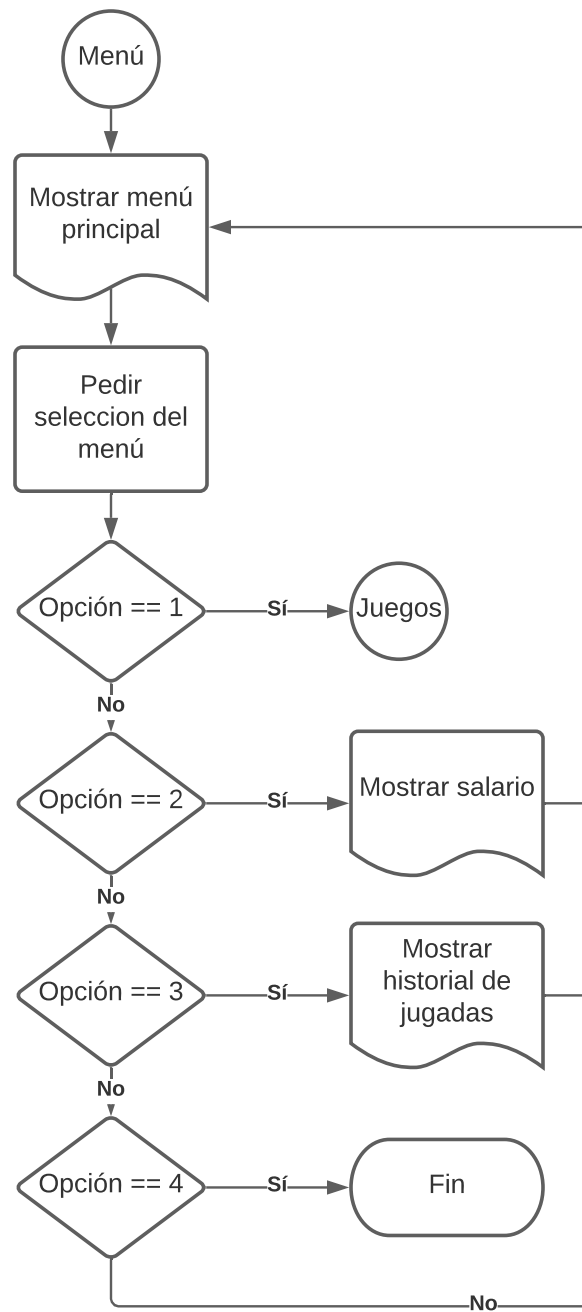 Menú
Mostrar menú
principal
Pedir
seleccion del
menú
Opción == 1
Sí
Juegos
No
Opción == 2
Sí
Mostrar salario
No
Opción == 3
Sí
Mostrar
historial de
jugadas
No
Opción == 4
Sí
Fin
No